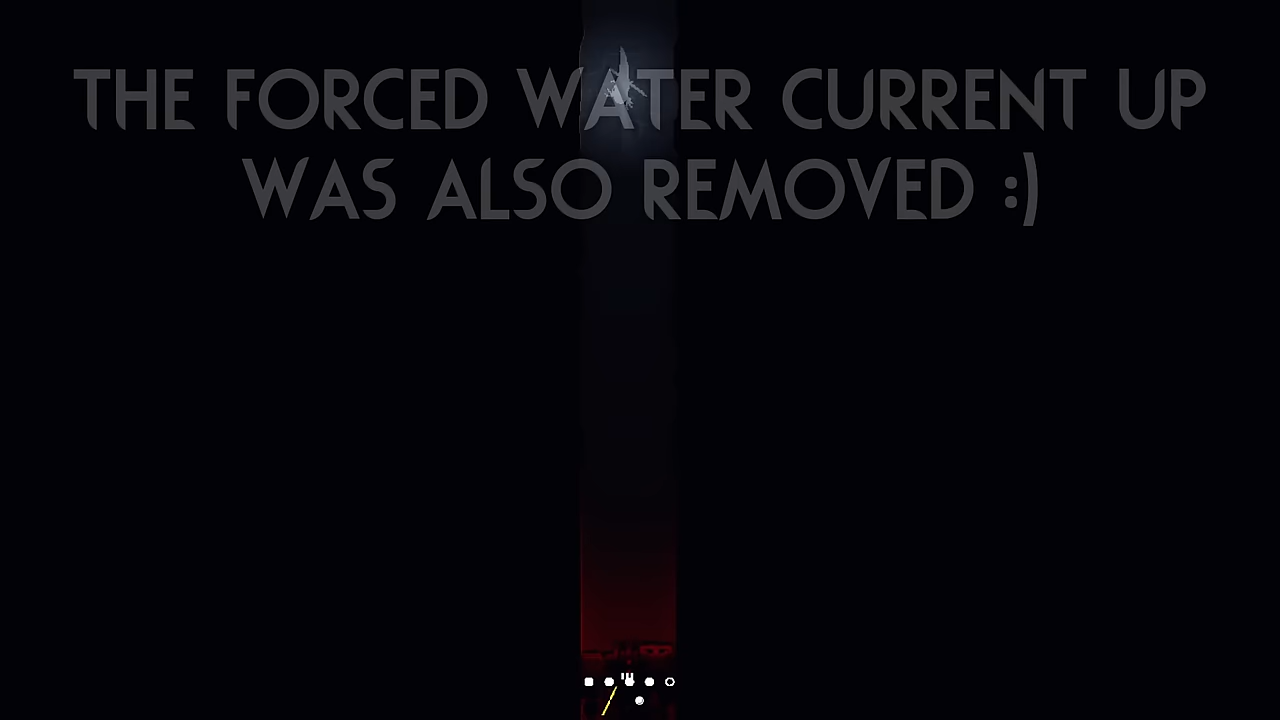 THE FORCED WATER CURRENT UP
WAS ALSO REMOVED :)